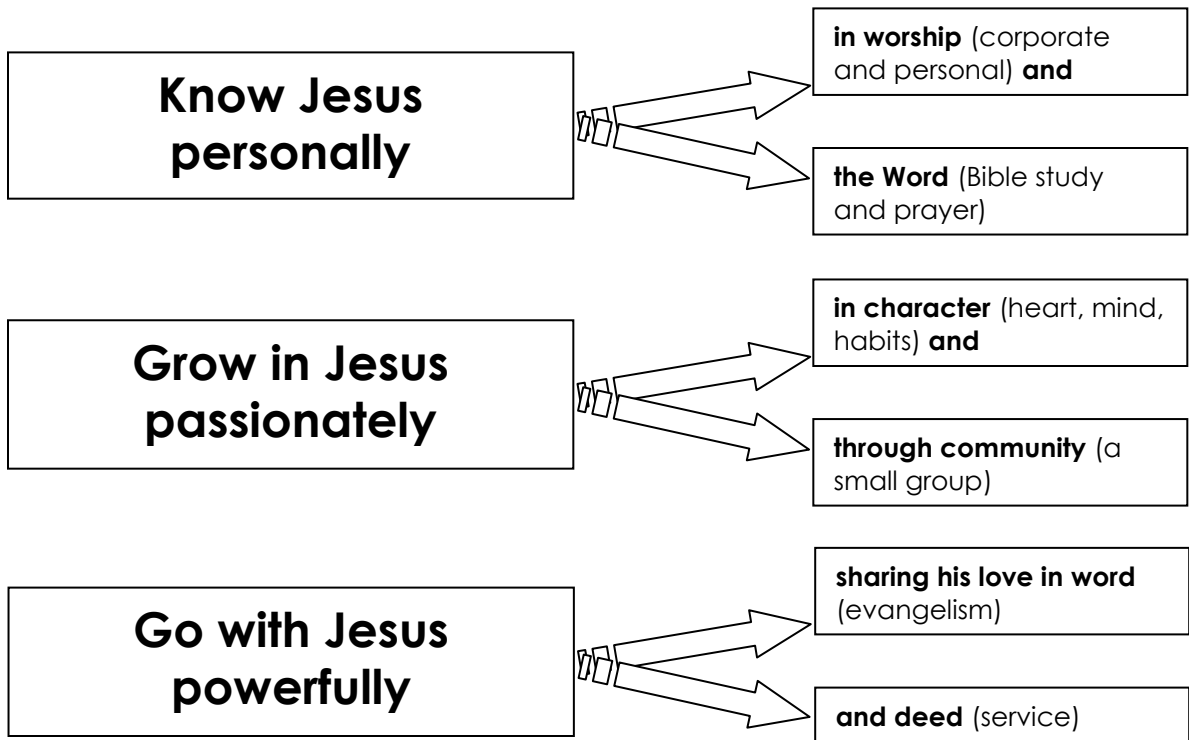 Know Jesus
personally
in worship (corporate
and personal) and
the Word (Bible study
and prayer)
Grow in Jesus
passionately
in character (heart, mind,
habits) and
through community (a
small group)
Go with Jesus
powerfully
sharing his love in word
(evangelism)
and deed (service)